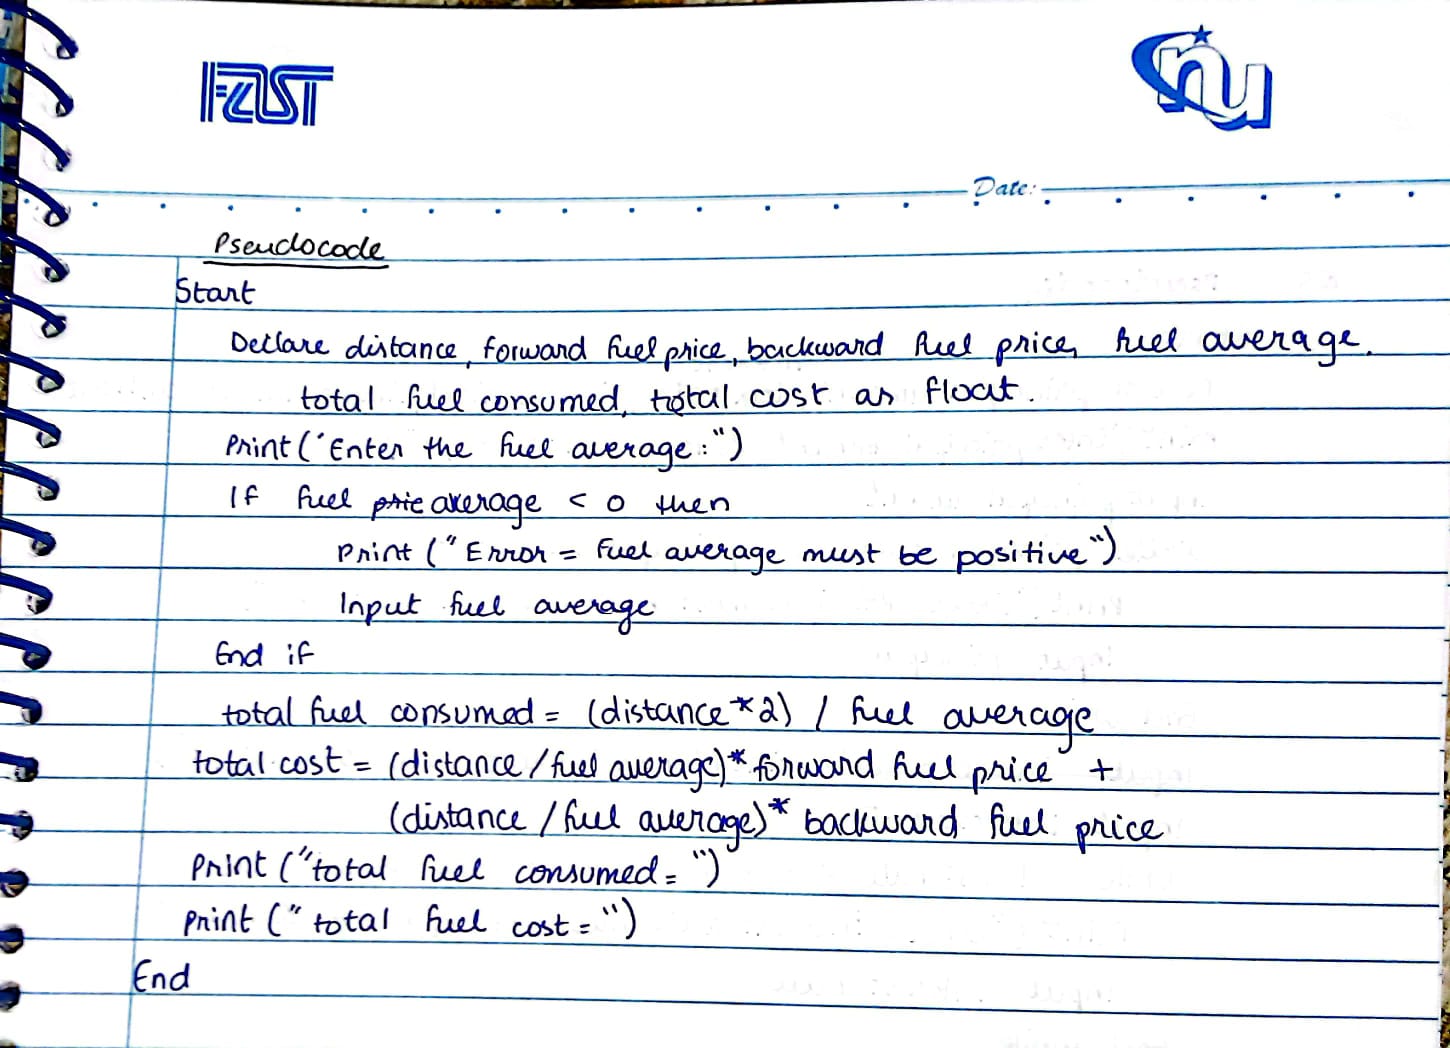 FAST nu
Date:
Pseudocode
Start
Declare distance, forward fuel price, backward fuel price, fuel average,
total fuel consumed, total cost as float.
Print ("Enter the fuel average:")
If fuel average < 0 then
Print ("Error = Fuel average must be positive")
Input fuel average
End if
total fuel consumed = (distance * 2) / fuel average
total cost = (distance / fuel average) * forward fuel price +
(distance / fuel average) * backward fuel price
Print ("total fuel consumed = ")
Print ("total fuel cost = ")
End